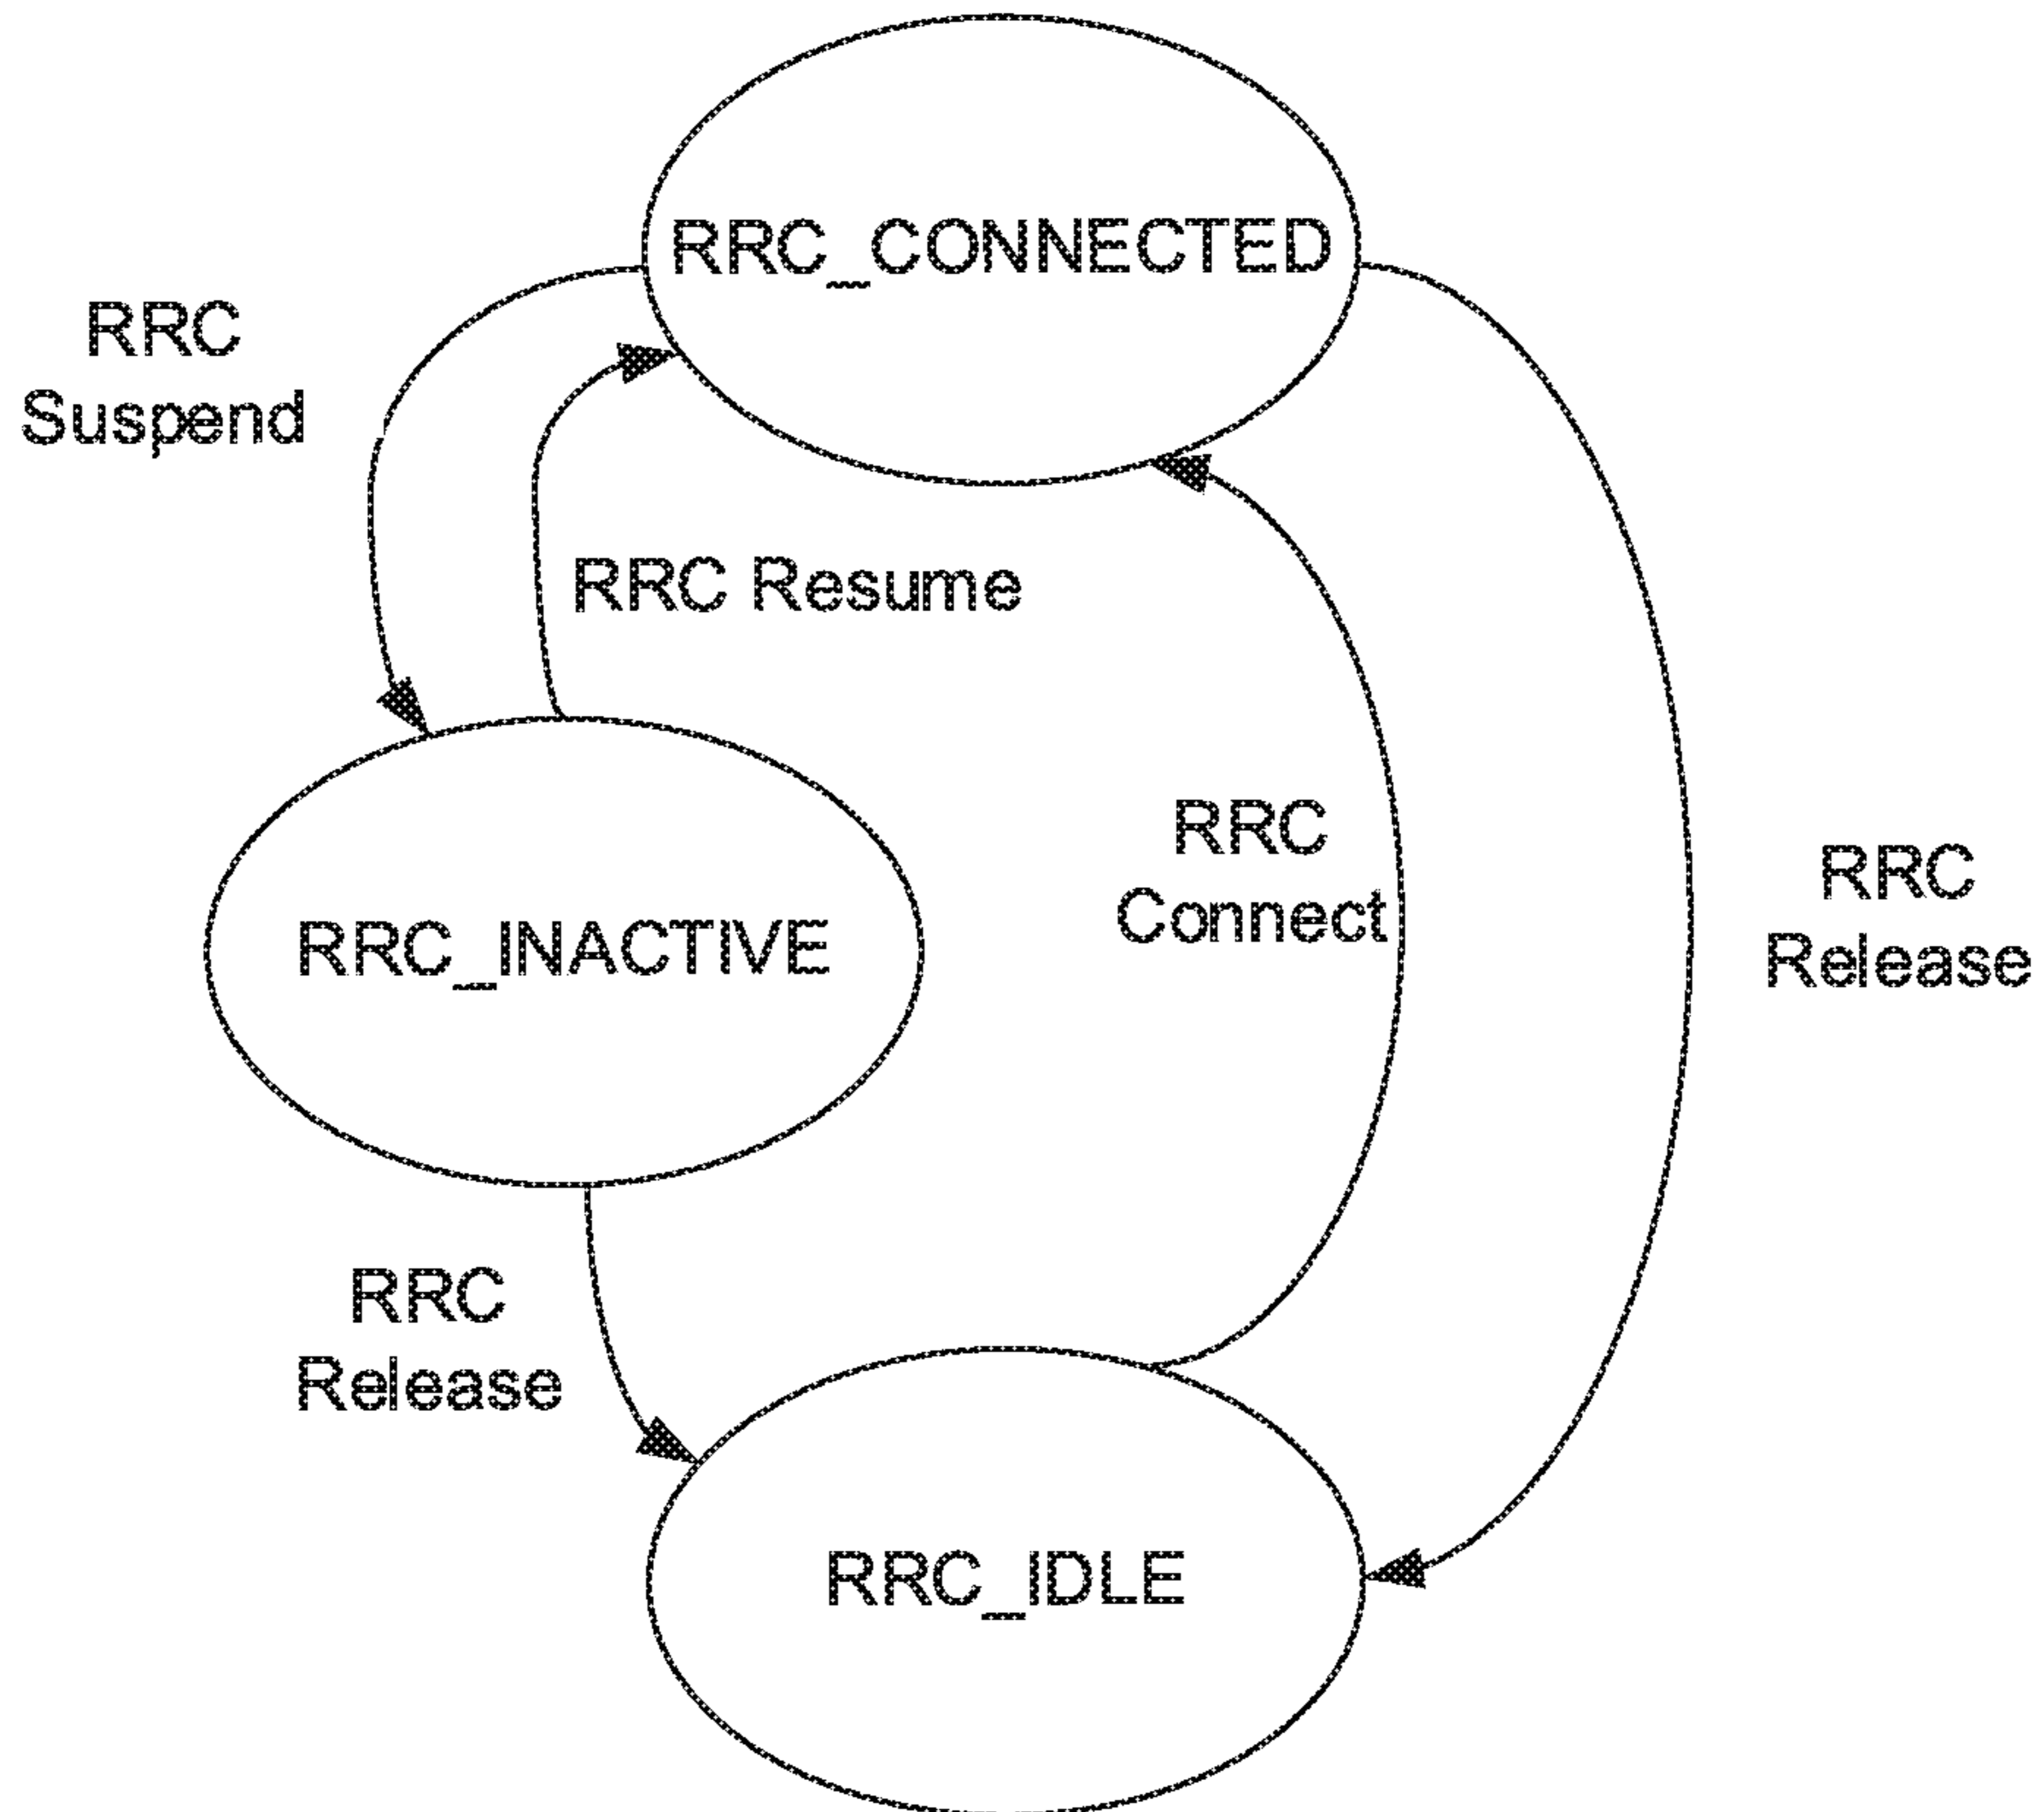 RRC_CONNECTED
RRC
Suspend
RRC Resume
RRC
Connect
RRC
Release
RRC_INACTIVE
RRC
Release
RRC_IDLE